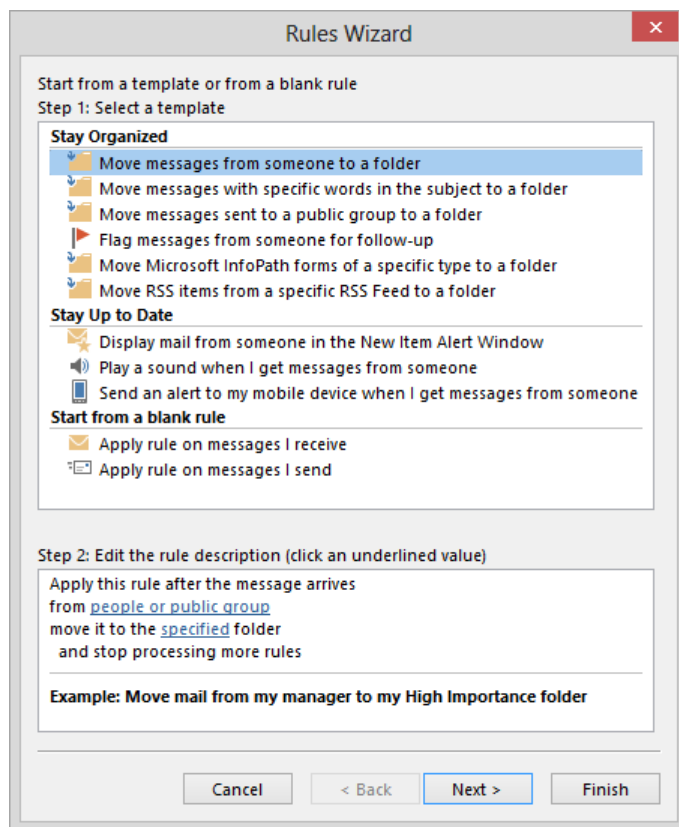 Rules Wizard
Start from a template or from a blank rule
Step 1: Select a template
Stay Organized
Move messages from someone to a folder
Move messages with specific words in the subject to a folder
Move messages sent to a public group to a folder
Flag messages from someone for follow-up
Move Microsoft InfoPath forms of a specific type to a folder
Move RSS items from a specific RSS Feed to a folder
Stay Up to Date
Display mail from someone in the New Item Alert Window
Play a sound when I get messages from someone
Send an alert to my mobile device when I get messages from someone
Start from a blank rule
Apply rule on messages I receive
Apply rule on messages I send
Step 2: Edit the rule description (click an underlined value)
Apply this rule after the message arrives
from people or public group
move it to the specified folder
and stop processing more rules
Example: Move mail from my manager to my High Importance folder
Cancel < Back Next > Finish